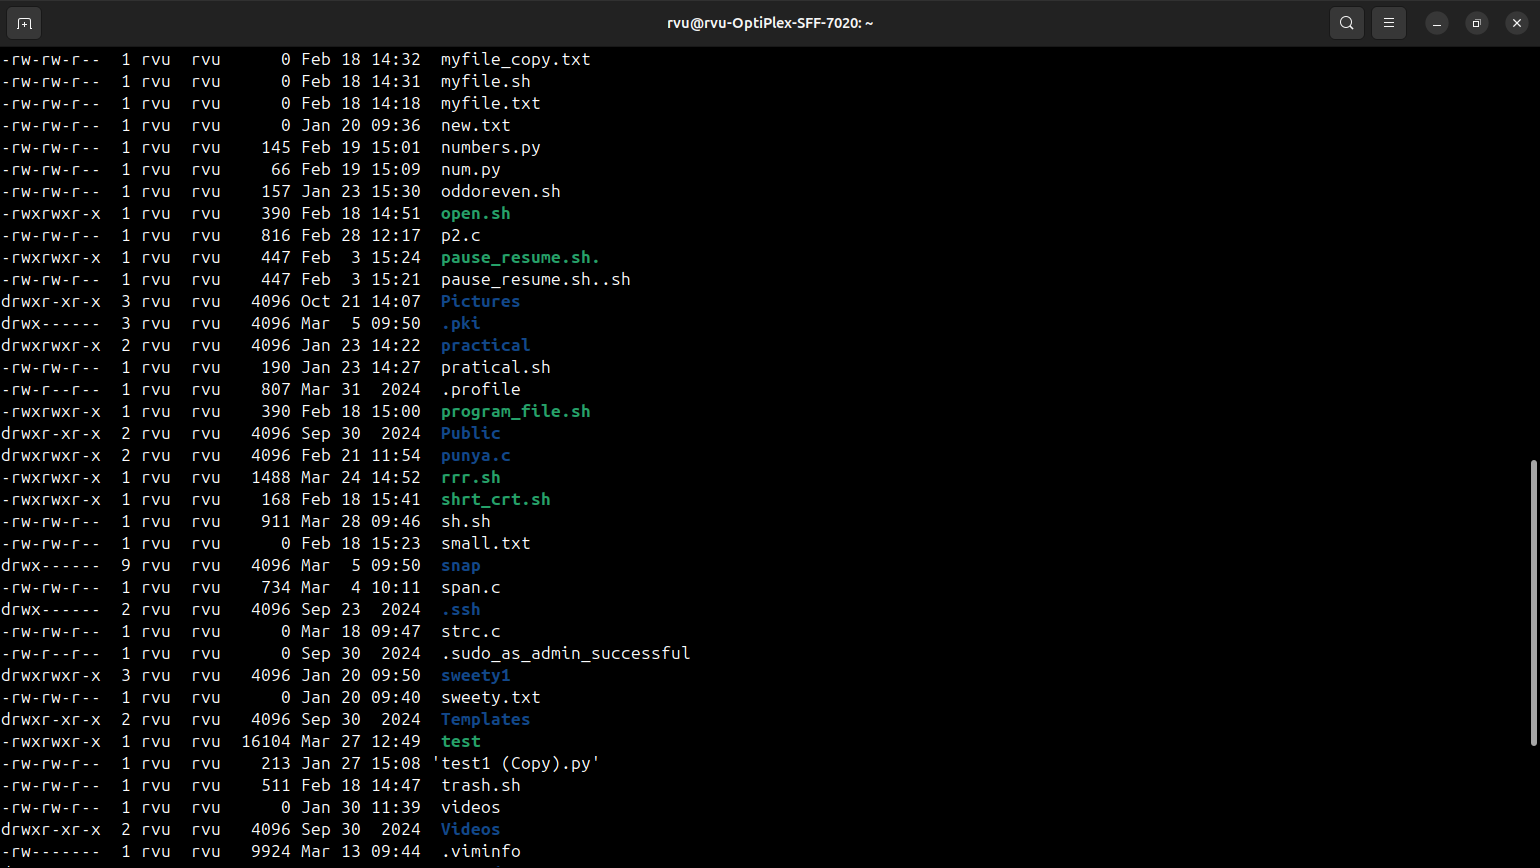 rvu@rvu-OptiPlex-SFF-7020: ~
-rw-rw-r--  1 rvu  rvu      0 Feb 18 14:32  myfile_copy.txt
-rw-rw-r--  1 rvu  rvu      0 Feb 18 14:31  myfile.sh
-rw-rw-r--  1 rvu  rvu      0 Feb 18 14:18  myfile.txt
-rw-rw-r--  1 rvu  rvu      0 Jan 20 09:36  new.txt
-rw-rw-r--  1 rvu  rvu    145 Feb 19 15:01  numbers.py
-rw-rw-r--  1 rvu  rvu     66 Feb 19 15:09  num.py
-rw-rw-r--  1 rvu  rvu    157 Jan 23 15:30  oddoreven.sh
-rwxrwxr-x  1 rvu  rvu    390 Feb 18 14:51  open.sh
-rw-rw-r--  1 rvu  rvu    816 Feb 28 12:17  p2.c
-rwxrwxr-x  1 rvu  rvu    447 Feb  3 15:24  pause_resume.sh.
-rw-rw-r--  1 rvu  rvu    447 Feb  3 15:21  pause_resume.sh..sh
drwxr-xr-x  3 rvu  rvu   4096 Oct 21 14:07  Pictures
drwx------  3 rvu  rvu   4096 Mar  5 09:50  .pki
drwxrwxr-x  2 rvu  rvu   4096 Jan 23 14:22  practical
-rw-rw-r--  1 rvu  rvu    190 Jan 23 14:27  pratical.sh
-rw-r--r--  1 rvu  rvu    807 Mar 31  2024  .profile
-rwxrwxr-x  1 rvu  rvu    390 Feb 18 15:00  program_file.sh
drwxr-xr-x  2 rvu  rvu   4096 Sep 30  2024  Public
drwxrwxr-x  2 rvu  rvu   4096 Feb 21 11:54  punya.c
-rwxrwxr-x  1 rvu  rvu   1488 Mar 24 14:52  rrr.sh
-rwxrwxr-x  1 rvu  rvu    168 Feb 18 15:41  shrt_crt.sh
-rw-rw-r--  1 rvu  rvu    911 Mar 28 09:46  sh.sh
-rw-rw-r--  1 rvu  rvu      0 Feb 18 15:23  small.txt
drwx------  9 rvu  rvu   4096 Mar  5 09:50  snap
-rw-rw-r--  1 rvu  rvu    734 Mar  4 10:11  span.c
drwx------  2 rvu  rvu   4096 Sep 23  2024  .ssh
-rw-rw-r--  1 rvu  rvu      0 Mar 18 09:47  strc.c
-rw-r--r--  1 rvu  rvu      0 Sep 30  2024  .sudo_as_admin_successful
drwxrwxr-x  3 rvu  rvu   4096 Jan 20 09:50  sweety1
-rw-rw-r--  1 rvu  rvu      0 Jan 20 09:40  sweety.txt
drwxr-xr-x  2 rvu  rvu   4096 Sep 30  2024  Templates
-rwxrwxr-x  1 rvu  rvu  16104 Mar 27 12:49  test
-rw-rw-r--  1 rvu  rvu    213 Jan 27 15:08 'test1 (Copy).py'
-rw-rw-r--  1 rvu  rvu    511 Feb 18 14:47  trash.sh
-rw-rw-r--  1 rvu  rvu      0 Jan 30 11:39  videos
drwxr-xr-x  2 rvu  rvu   4096 Sep 30  2024  Videos
-rw-------  1 rvu  rvu   9924 Mar 13 09:44  .viminfo